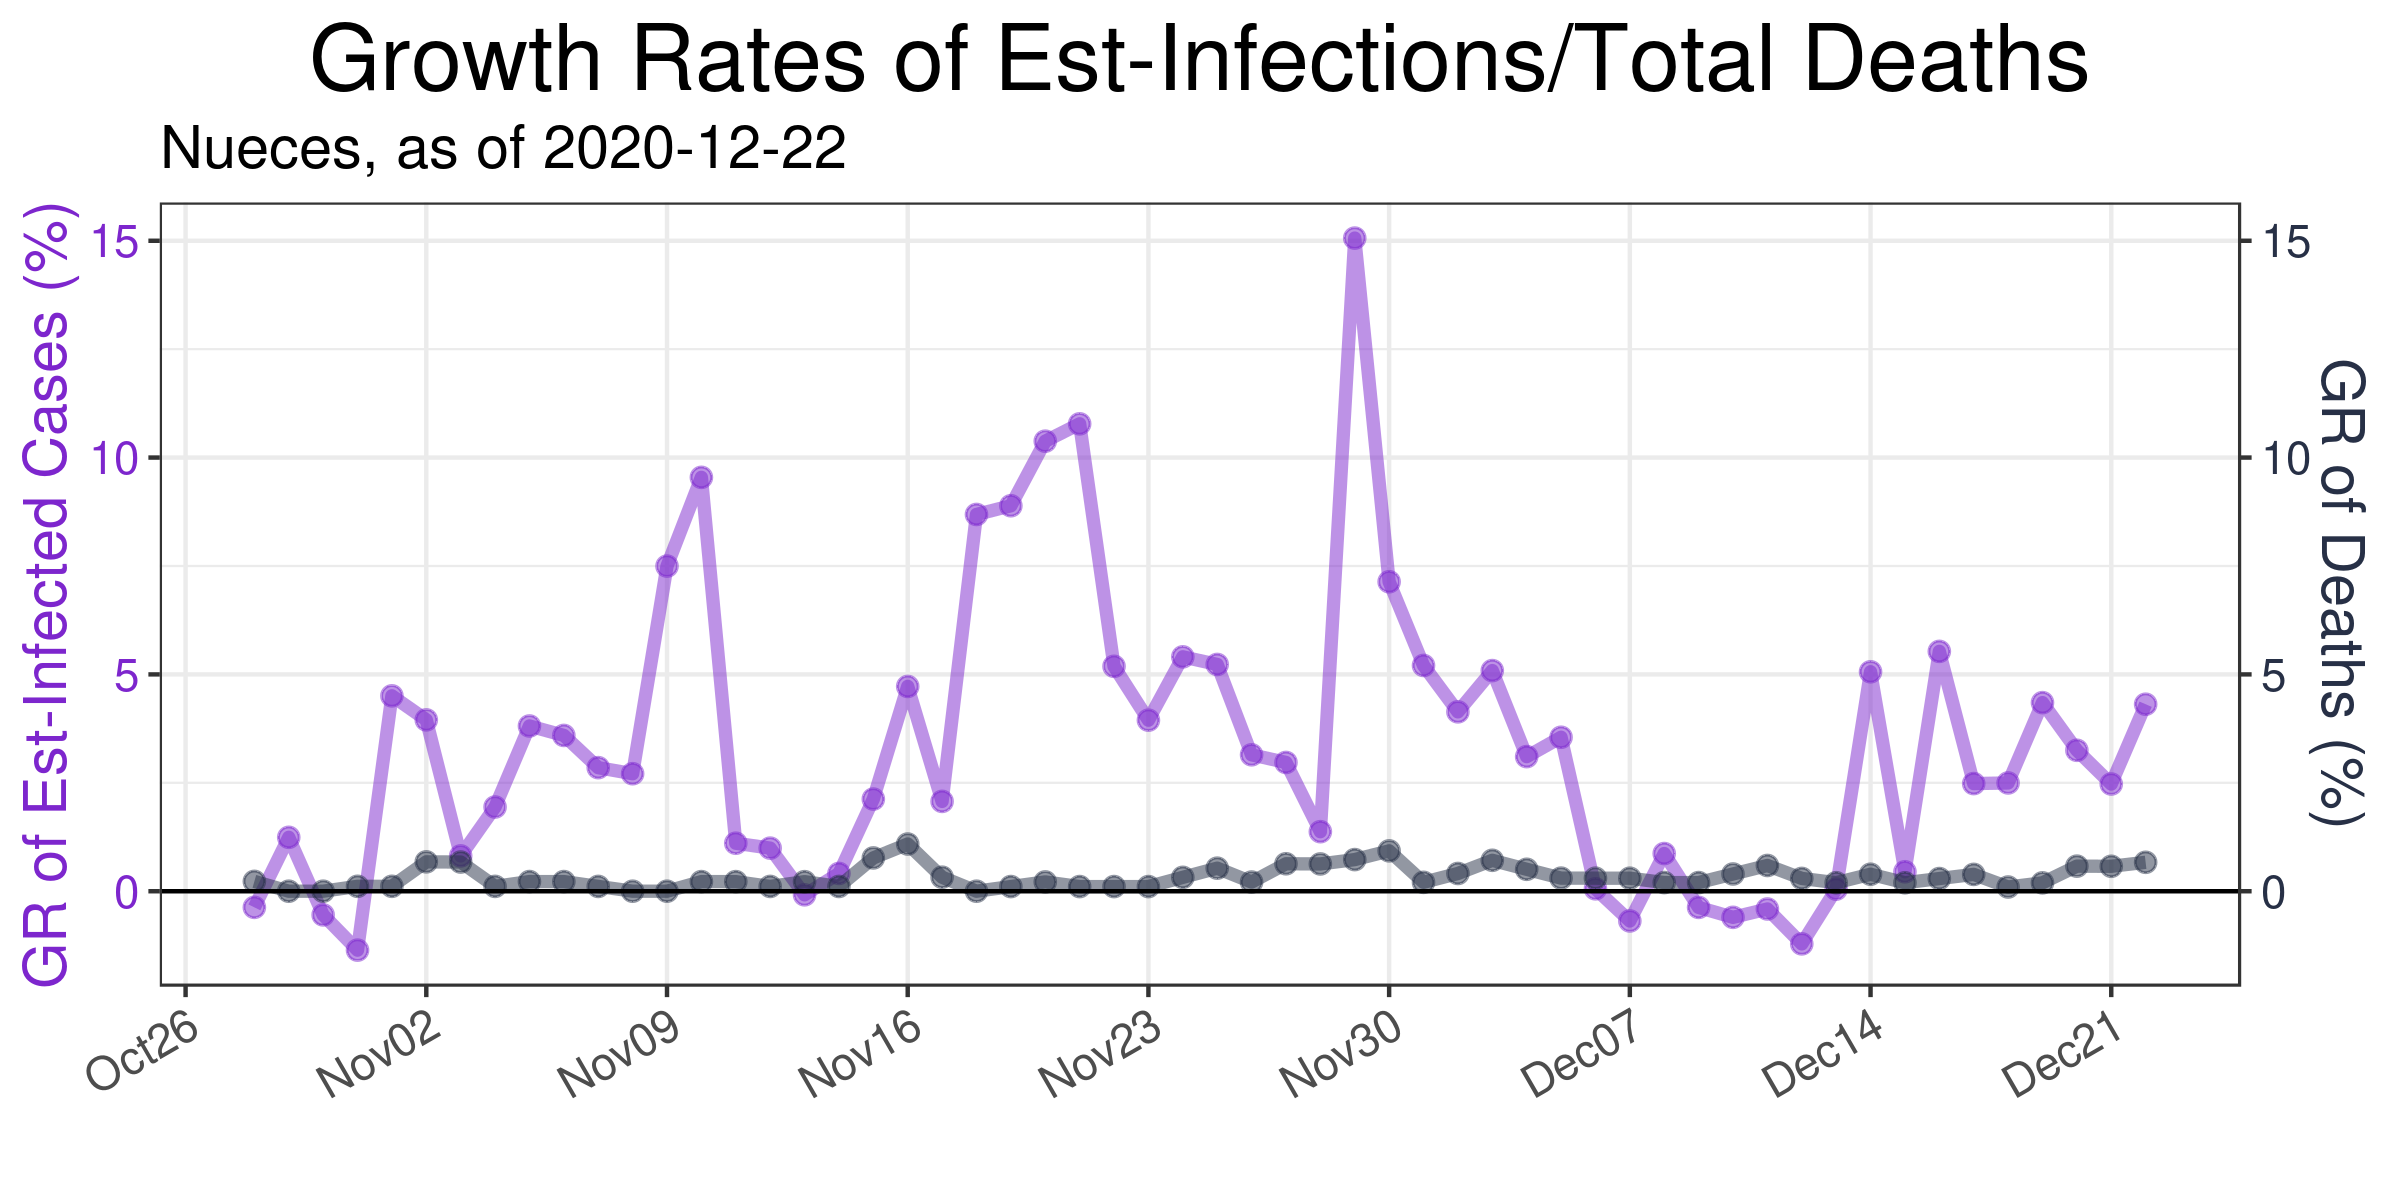 Growth Rates of Est-Infections/Total Deaths
Nueces, as of 2020-12-22
GR of Est-Infected Cases (%)
15
10
5
0
15
10
5
0
GR of Deaths (%)
Oct26
Nov02
Nov09
Nov16
Nov23
Nov30
Dec07
Dec14
Dec21